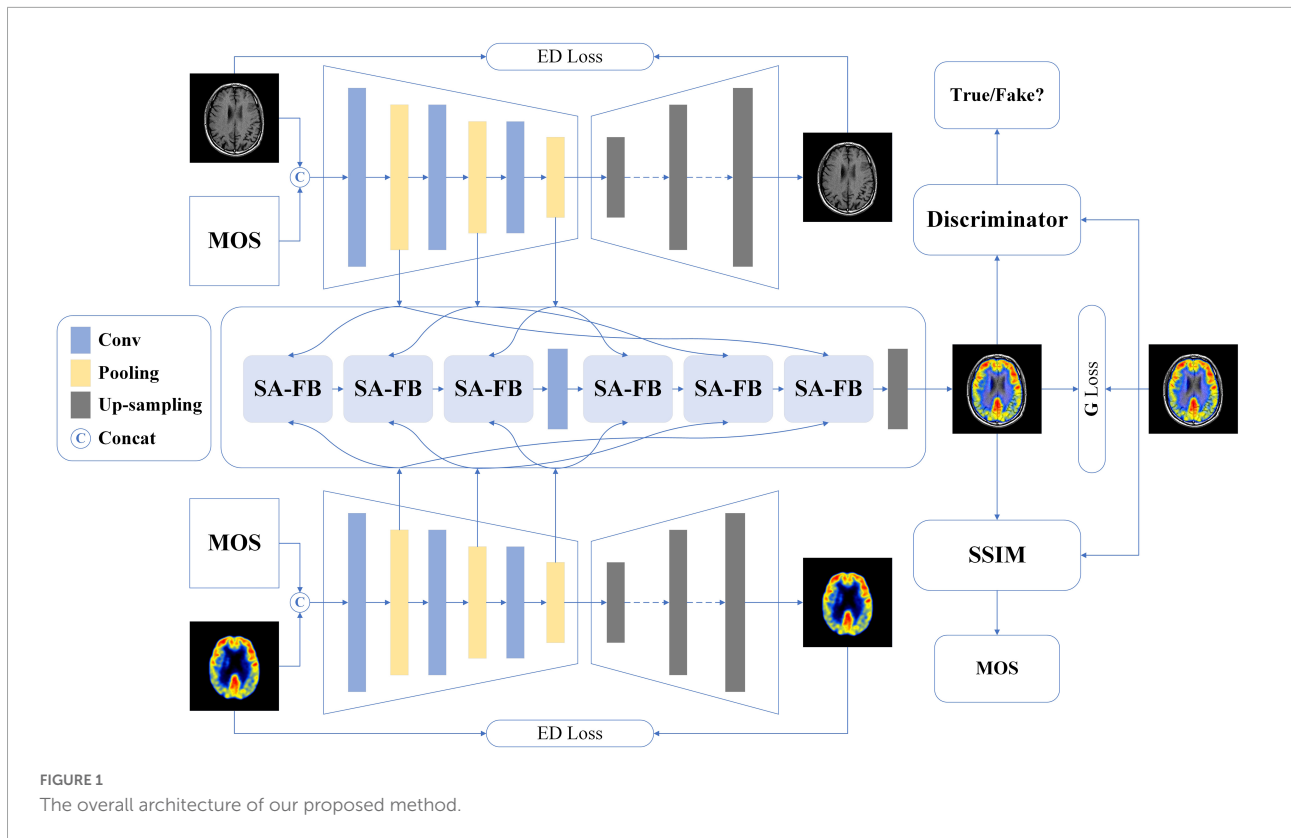 ED Loss
True/Fake?
C
MOS
Discriminator
Conv
Pooling
Up-sampling
C Concat
SA-FB
SA-FB
SA-FB
SA-FB
SA-FB
SA-FB
G Loss
MOS
C
SSIM
MOS
ED Loss
FIGURE 1
The overall architecture of our proposed method.